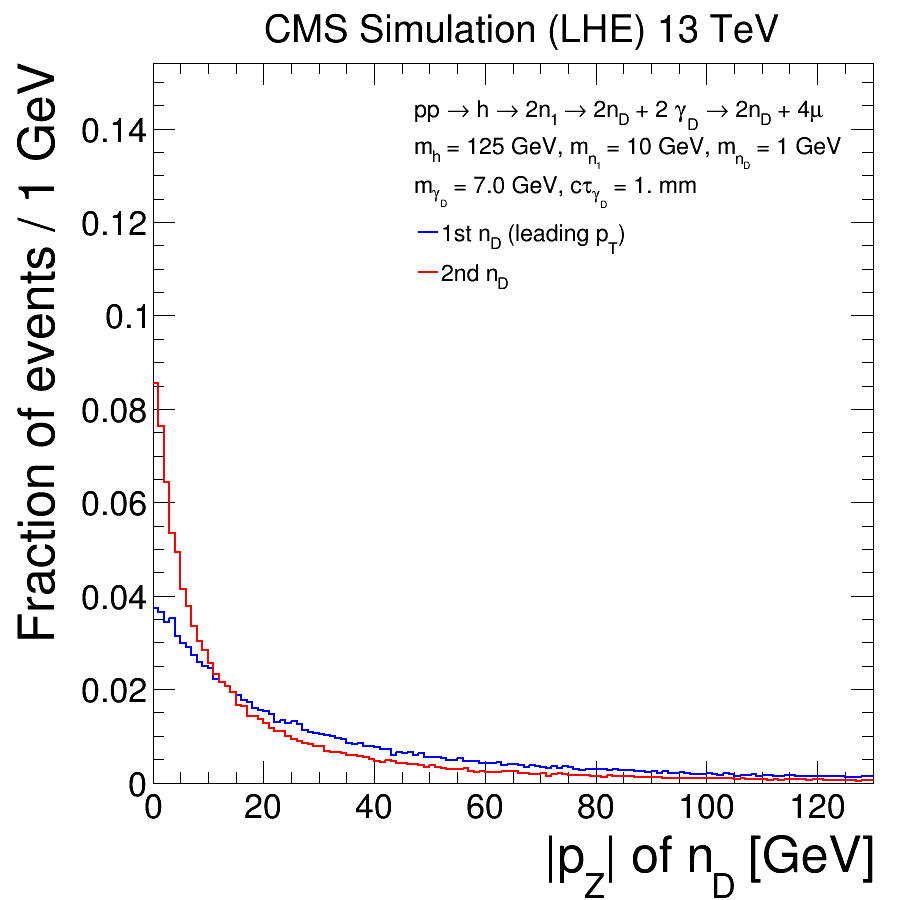 CMS Simulation (LHE) 13 TeV
Fraction of events / 1 GeV
0.14
0.12
0.1
0.08
0.06
0.04
0.02
0
pp → h → 2n₁ → 2n_D + 2 γ_D → 2n_D + 4μ
m_h = 125 GeV, m_n₁ = 10 GeV, m_n_D = 1 GeV
m_γ_D = 7.0 GeV, cτ_γ_D = 1. mm
1st n_D (leading p_T)
2nd n_D
0 20 40 60 80 100 120
|p_Z| of n_D [GeV]